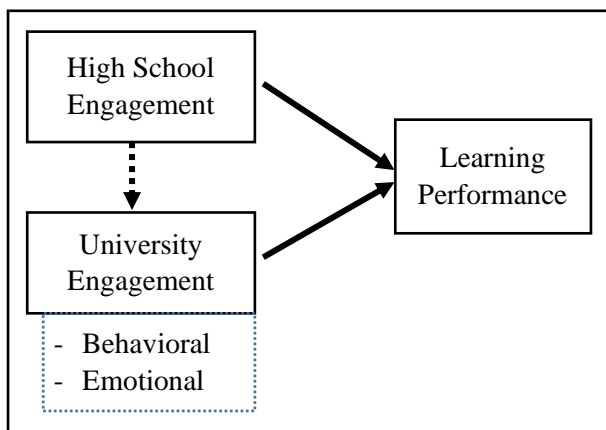 High School
Engagement
Learning
Performance
University
Engagement
- Behavioral
- Emotional